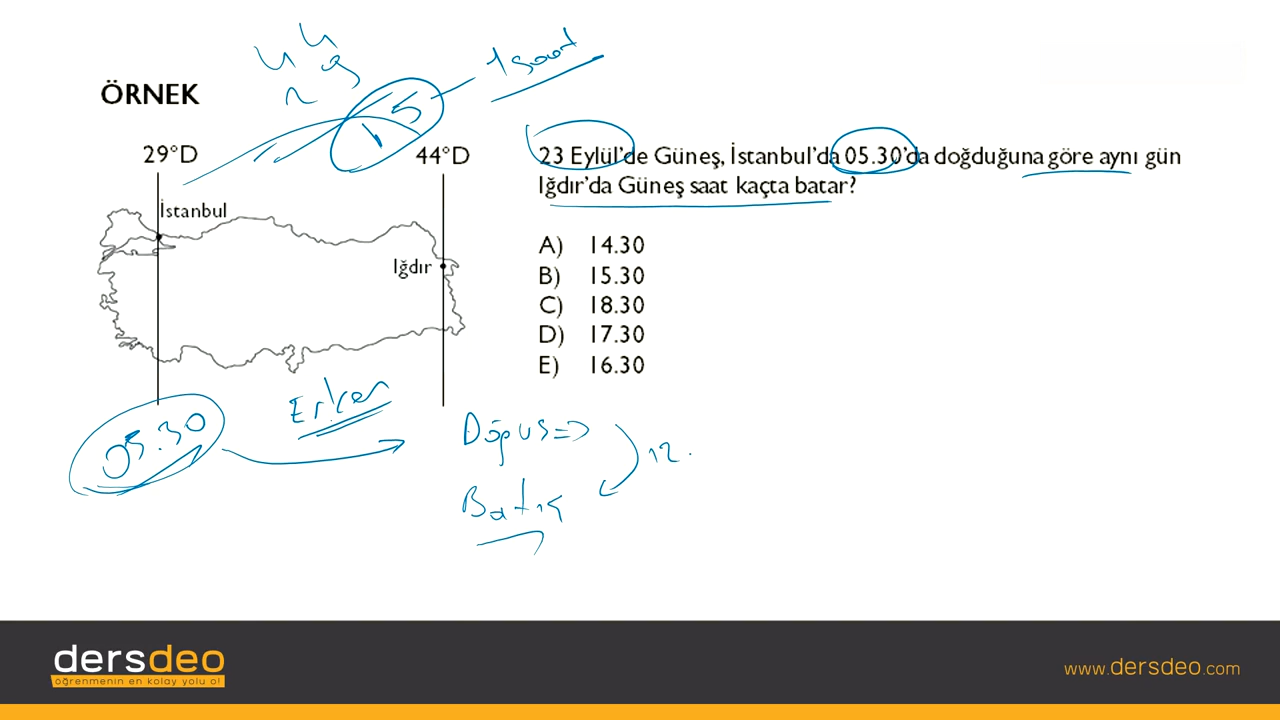 44
29
15
1 saat
ÖRNEK
29°D
44°D
İstanbul
Iğdır
23 Eylül'de Güneş, İstanbul'da 05.30'da doğduğuna göre aynı gün
Iğdır'da Güneş saat kaçta batar?
A) 14.30
B) 15.30
C) 18.30
D) 17.30
E) 16.30
05.30
Erken
Doğuş =>
12.
Batış
dersdeo
öğrenmenin en kolay yolu o!
www.dersdeo.com